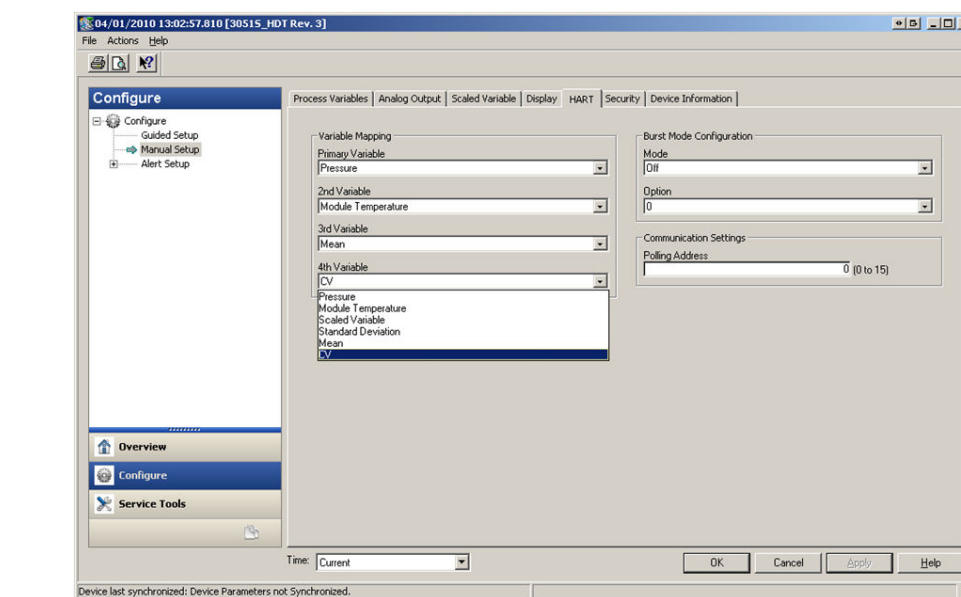 04/01/2010 13:02:57.810 [30515_HDT Rev. 3]
File Actions Help
Configure
Configure
Guided Setup
Manual Setup
Alert Setup
Overview
Configure
Service Tools
Process Variables Analog Output Scaled Variable Display HART Security Device Information
Variable Mapping
Primary Variable
Pressure
2nd Variable
Module Temperature
3rd Variable
Mean
4th Variable
CV
Pressure
Module Temperature
Scaled Variable
Standard Deviation
Mean
CV
Burst Mode Configuration
Mode
Off
Option
0
Communication Settings
Polling Address
0 (0 to 15)
Time: Current
OK Cancel Apply Help
Device last synchronized: Device Parameters not Synchronized.